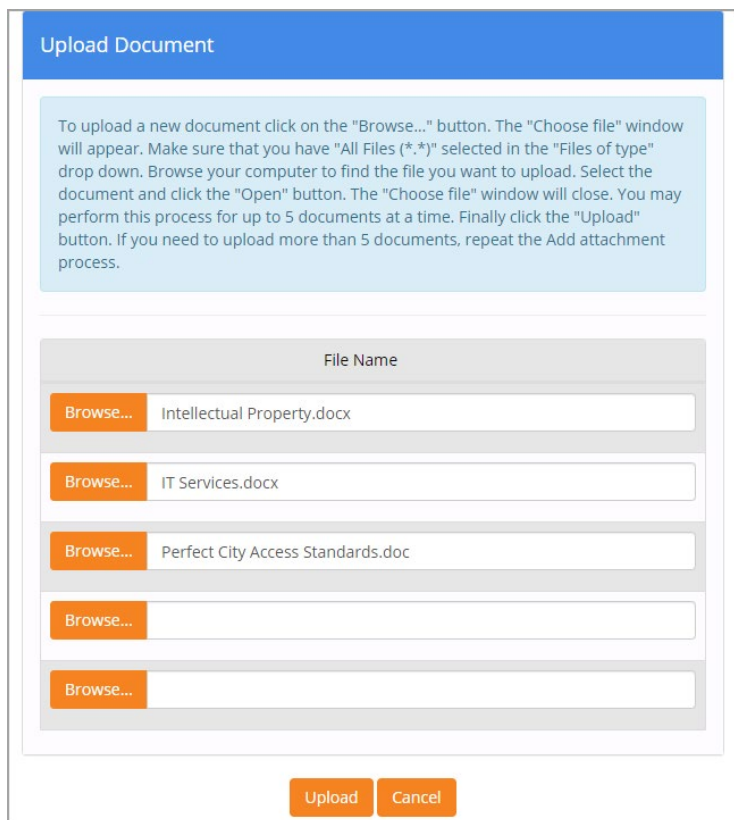 Upload Document
To upload a new document click on the "Browse..." button. The "Choose file" window
will appear. Make sure that you have "All Files (*.*)" selected in the "Files of type"
drop down. Browse your computer to find the file you want to upload. Select the
document and click the "Open" button. The "Choose file" window will close. You may
perform this process for up to 5 documents at a time. Finally click the "Upload"
button. If you need to upload more than 5 documents, repeat the Add attachment
process.
File Name
Browse... Intellectual Property.docx
Browse... IT Services.docx
Browse... Perfect City Access Standards.doc
Browse...
Browse...
Upload Cancel